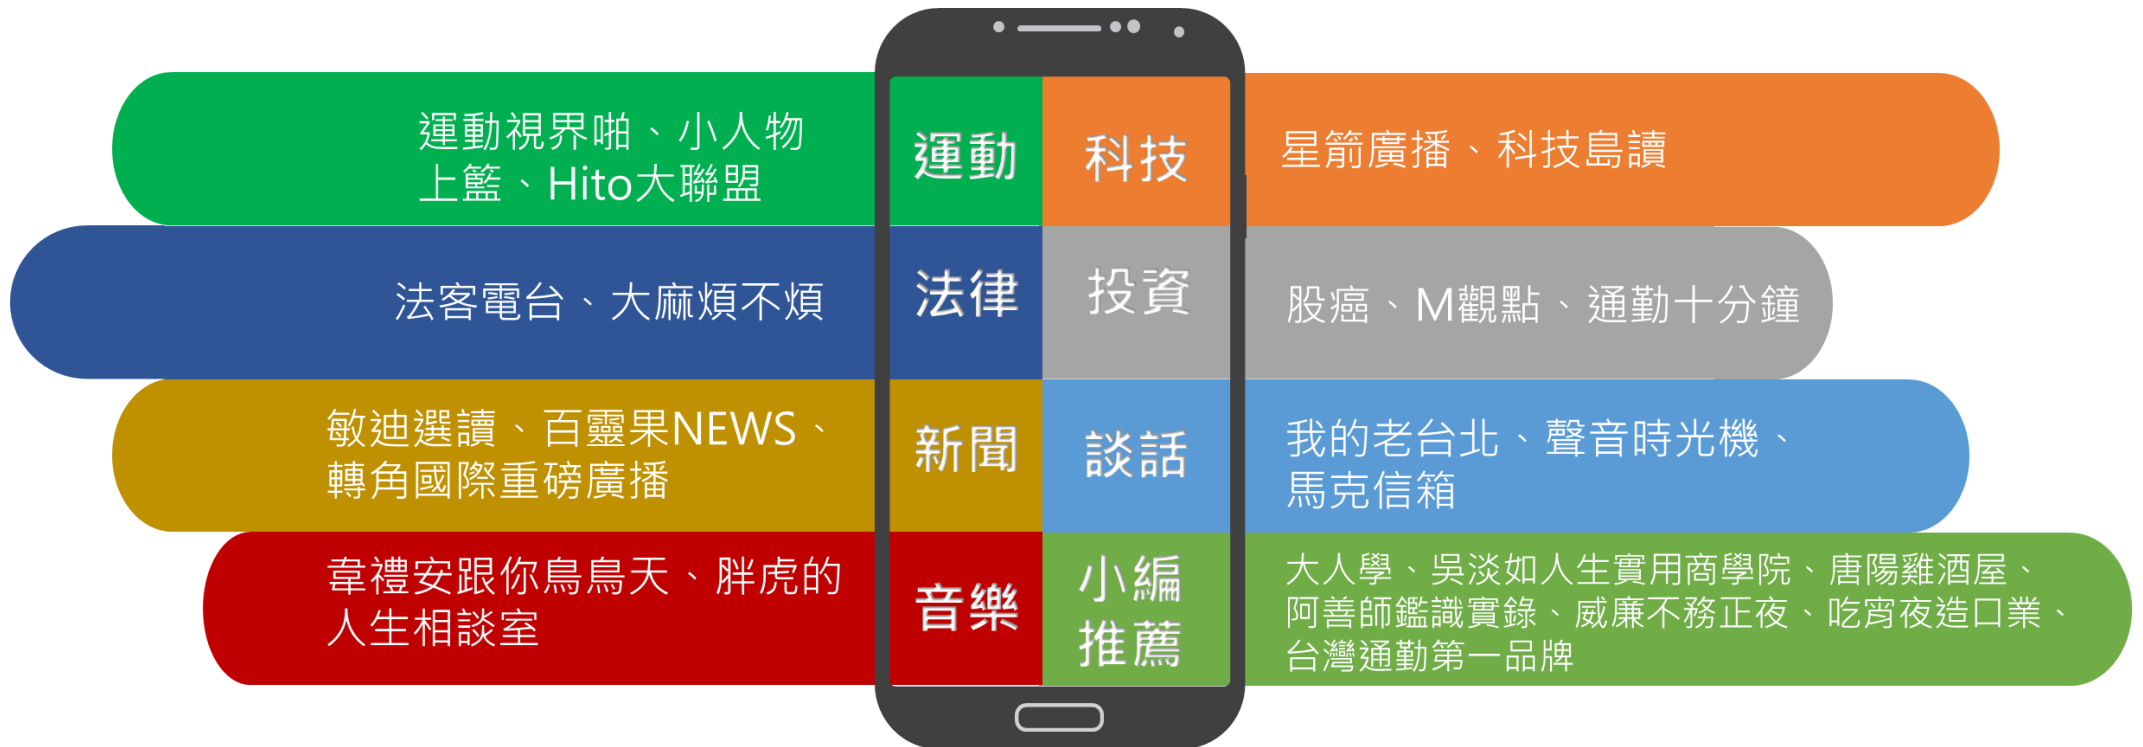 運動視界啪、小人物
上籃、Hito大聯盟
運動
科技
星箭廣播、科技島讀
法客電台、大麻煩不煩
法律
投資
股癌、M觀點、通勤十分鐘
敏迪選讀、百靈果NEWS、
轉角國際重磅廣播
新聞
談話
我的老台北、聲音時光機、
馬克信箱
韋禮安跟你鳥鳥天、胖虎的
人生相談室
音樂
小編
推薦
大人學、吳淡如人生實用商學院、唐陽雞酒屋、
阿善師鑑識實錄、威廉不務正夜、吃宵夜造口業、
台灣通勤第一品牌